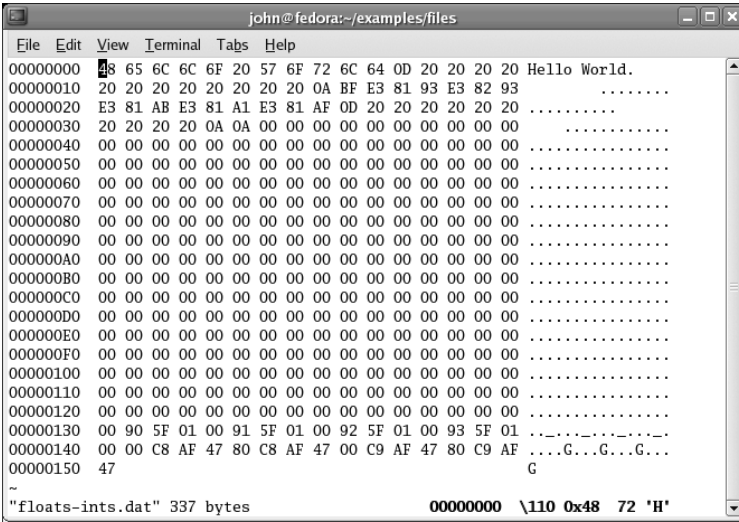 john@fedora:~/examples/files
File Edit View Terminal Tabs Help
00000000 48 65 6C 6C 6F 20 57 6F 72 6C 64 0D 20 20 20 20 Hello World.
00000010 20 20 20 20 20 20 20 20 0A BF E3 81 93 E3 82 93 ........
00000020 E3 81 AB E3 81 A1 E3 81 AF 0D 20 20 20 20 20 20 ..........
00000030 20 20 20 20 0A 0A 00 00 00 00 00 00 00 00 00 00 ............
00000040 00 00 00 00 00 00 00 00 00 00 00 00 00 00 00 00 ................
00000050 00 00 00 00 00 00 00 00 00 00 00 00 00 00 00 00 ................
00000060 00 00 00 00 00 00 00 00 00 00 00 00 00 00 00 00 ................
00000070 00 00 00 00 00 00 00 00 00 00 00 00 00 00 00 00 ................
00000080 00 00 00 00 00 00 00 00 00 00 00 00 00 00 00 00 ................
00000090 00 00 00 00 00 00 00 00 00 00 00 00 00 00 00 00 ................
000000A0 00 00 00 00 00 00 00 00 00 00 00 00 00 00 00 00 ................
000000B0 00 00 00 00 00 00 00 00 00 00 00 00 00 00 00 00 ................
000000C0 00 00 00 00 00 00 00 00 00 00 00 00 00 00 00 00 ................
000000D0 00 00 00 00 00 00 00 00 00 00 00 00 00 00 00 00 ................
000000E0 00 00 00 00 00 00 00 00 00 00 00 00 00 00 00 00 ................
000000F0 00 00 00 00 00 00 00 00 00 00 00 00 00 00 00 00 ................
00000100 00 00 00 00 00 00 00 00 00 00 00 00 00 00 00 00 ................
00000110 00 00 00 00 00 00 00 00 00 00 00 00 00 00 00 00 ................
00000120 00 00 00 00 00 00 00 00 00 00 00 00 00 00 00 00 ................
00000130 00 90 5F 01 00 91 5F 01 00 92 5F 01 00 93 5F 01 .._..._..._..._.
00000140 00 00 C8 AF 47 80 C8 AF 47 00 C9 AF 47 80 C9 AF ....G...G...G...
00000150 47 G
~
"floats-ints.dat" 337 bytes 00000000 \110 0x48 72 'H'